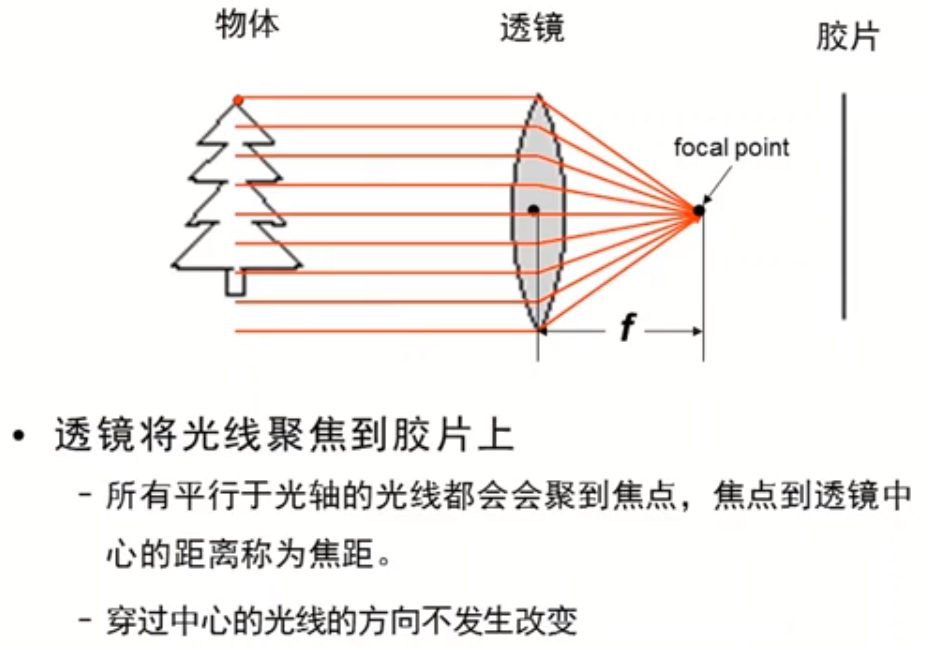 物体
透镜
胶片
focal point
f
• 透镜将光线聚焦到胶片上
- 所有平行于光轴的光线都会会聚到焦点，焦点到透镜中
心的距离称为焦距。
- 穿过中心的光线的方向不发生改变